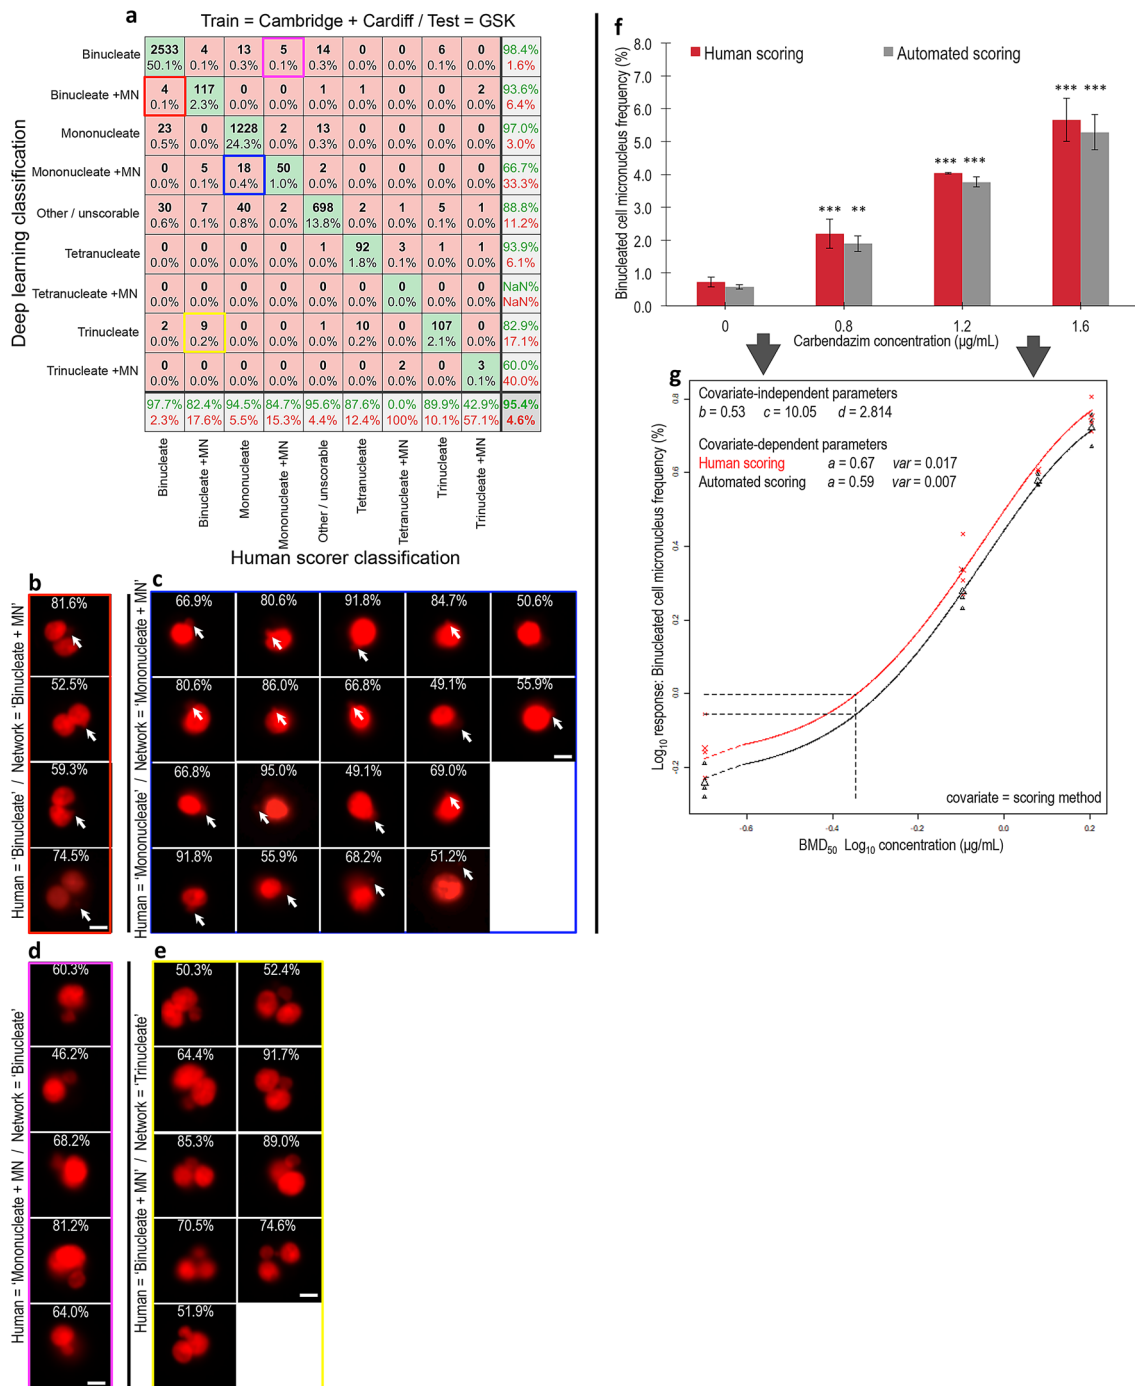 a
Train = Cambridge + Cardiff / Test = GSK
Deep learning classification
Binucleate 2533 4 13 5 14 0 0 6 0 98.4%
50.1% 0.1% 0.3% 0.1% 0.3% 0.0% 0.0% 0.1% 0.0% 1.6%
Binucleate +MN 4 117 0 0 1 1 0 0 2 93.6%
0.1% 2.3% 0.0% 0.0% 0.0% 0.0% 0.0% 0.0% 0.0% 6.4%
Mononucleate 23 0 1228 2 13 0 0 0 0 97.0%
0.5% 0.0% 24.3% 0.0% 0.3% 0.0% 0.0% 0.0% 0.0% 3.0%
Mononucleate +MN 0 5 18 50 2 0 0 0 0 66.7%
0.0% 0.1% 0.4% 1.0% 0.0% 0.0% 0.0% 0.0% 0.0% 33.3%
Other / unscorable 30 7 40 2 698 2 1 5 1 88.8%
0.6% 0.1% 0.8% 0.0% 13.8% 0.0% 0.0% 0.1% 0.0% 11.2%
Tetranucleate 0 0 0 0 1 92 3 1 1 93.9%
0.0% 0.0% 0.0% 0.0% 0.0% 1.8% 0.1% 0.0% 0.0% 6.1%
Tetranucleate +MN 0 0 0 0 0 0 0 0 0 NaN%
0.0% 0.0% 0.0% 0.0% 0.0% 0.0% 0.0% 0.0% 0.0% NaN%
Trinucleate 2 9 0 0 1 10 0 107 0 82.9%
0.0% 0.2% 0.0% 0.0% 0.0% 0.2% 0.0% 2.1% 0.0% 17.1%
Trinucleate +MN 0 0 0 0 0 0 2 0 3 60.0%
0.0% 0.0% 0.0% 0.0% 0.0% 0.0% 0.0% 0.0% 0.1% 40.0%
97.7% 82.4% 94.5% 84.7% 95.6% 87.6% 0.0% 89.9% 42.9% 95.4%
2.3% 17.6% 5.5% 15.3% 4.4% 12.4% 100% 10.1% 57.1% 4.6%
Binucleate
Binucleate +MN
Mononucleate
Mononucleate +MN
Other / unscorable
Tetranucleate
Tetranucleate +MN
Trinucleate
Trinucleate +MN
Human scorer classification
b
Human = 'Binucleate' / Network = 'Binucleate + MN'
81.6%
52.5%
59.3%
74.5%
c
Human = 'Mononucleate' / Network = 'Mononucleate + MN'
66.9% 80.6% 91.8% 84.7% 50.6%
80.6% 86.0% 66.8% 49.1% 55.9%
66.8% 95.0% 49.1% 69.0%
91.8% 55.9% 68.2% 51.2%
d
Human = 'Mononucleate + MN / Network = 'Binucleate'
60.3%
46.2%
68.2%
81.2%
64.0%
e
Human = 'Binucleate + MN' / Network = 'Trinucleate'
50.3% 52.4%
64.4% 91.7%
85.3% 89.0%
70.5% 74.6%
51.9%
f
Binucleated cell micronucleus frequency (%)
8.0
7.0
6.0
5.0
4.0
3.0
2.0
1.0
0.0
Human scoring
Automated scoring
*** **
*** ***
*** ***
0 0.8 1.2 1.6
Carbendazim concentration (µg/mL)
g
Log10 response: Binucleated cell micronucleus frequency (%)
0.8
0.6
0.4
0.2
0.0
-0.2
Covariate-independent parameters
b = 0.53 c = 10.05 d = 2.814
Covariate-dependent parameters
Human scoring a = 0.67 var = 0.017
Automated scoring a = 0.59 var = 0.007
covariate = scoring method
-0.6 -0.4 -0.2 0.0 0.2
BMD50 Log10 concentration (µg/mL)